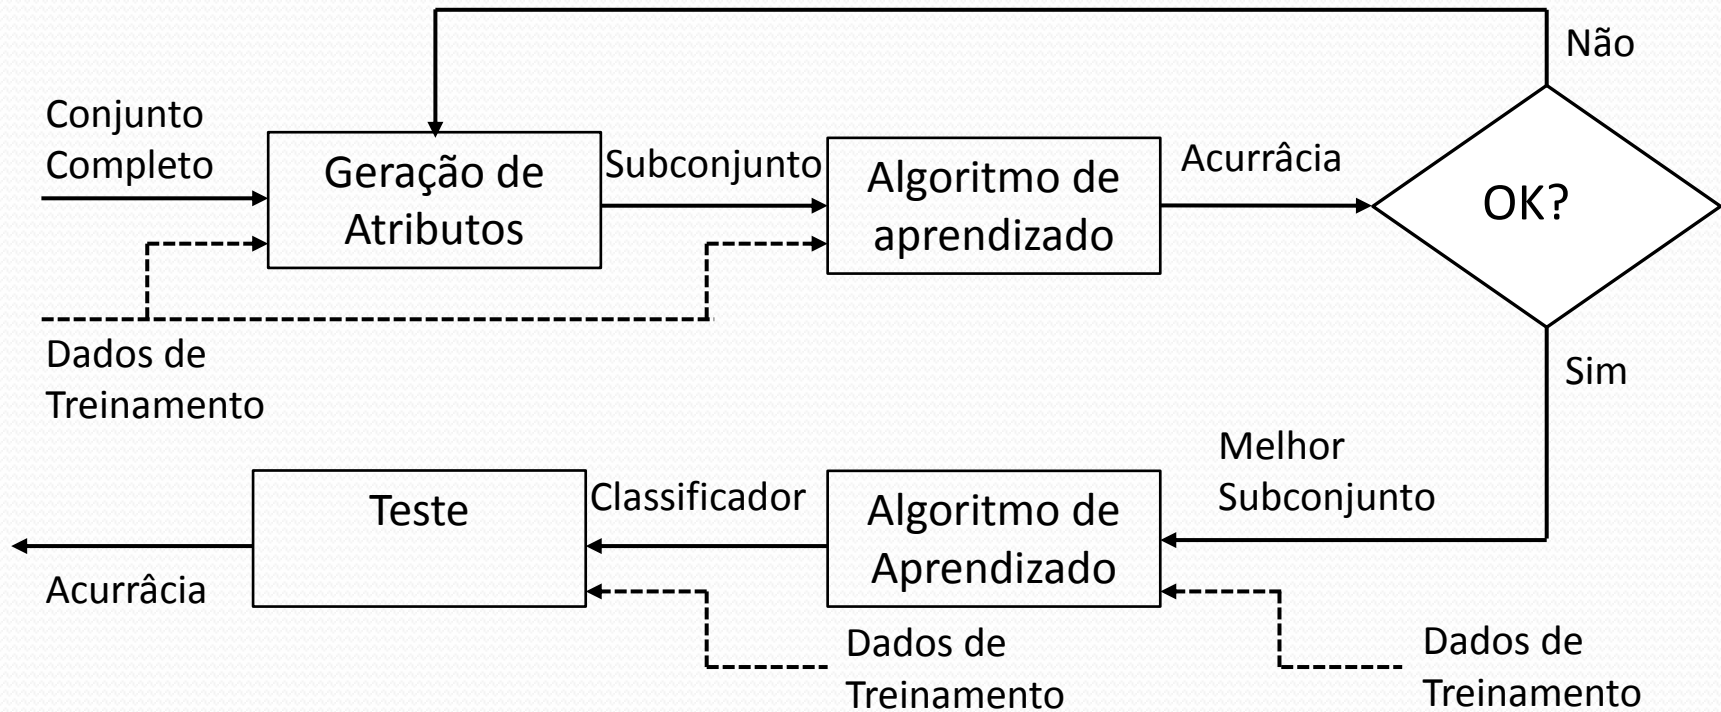 Não
Conjunto
Completo
Geração de
Atributos
Subconjunto
Algoritmo de
aprendizado
Acurrâcia
OK?
Dados de
Treinamento
Sim
Melhor
Subconjunto
Teste
Classificador
Algoritmo de
Aprendizado
Acurrâcia
Dados de
Treinamento
Dados de
Treinamento